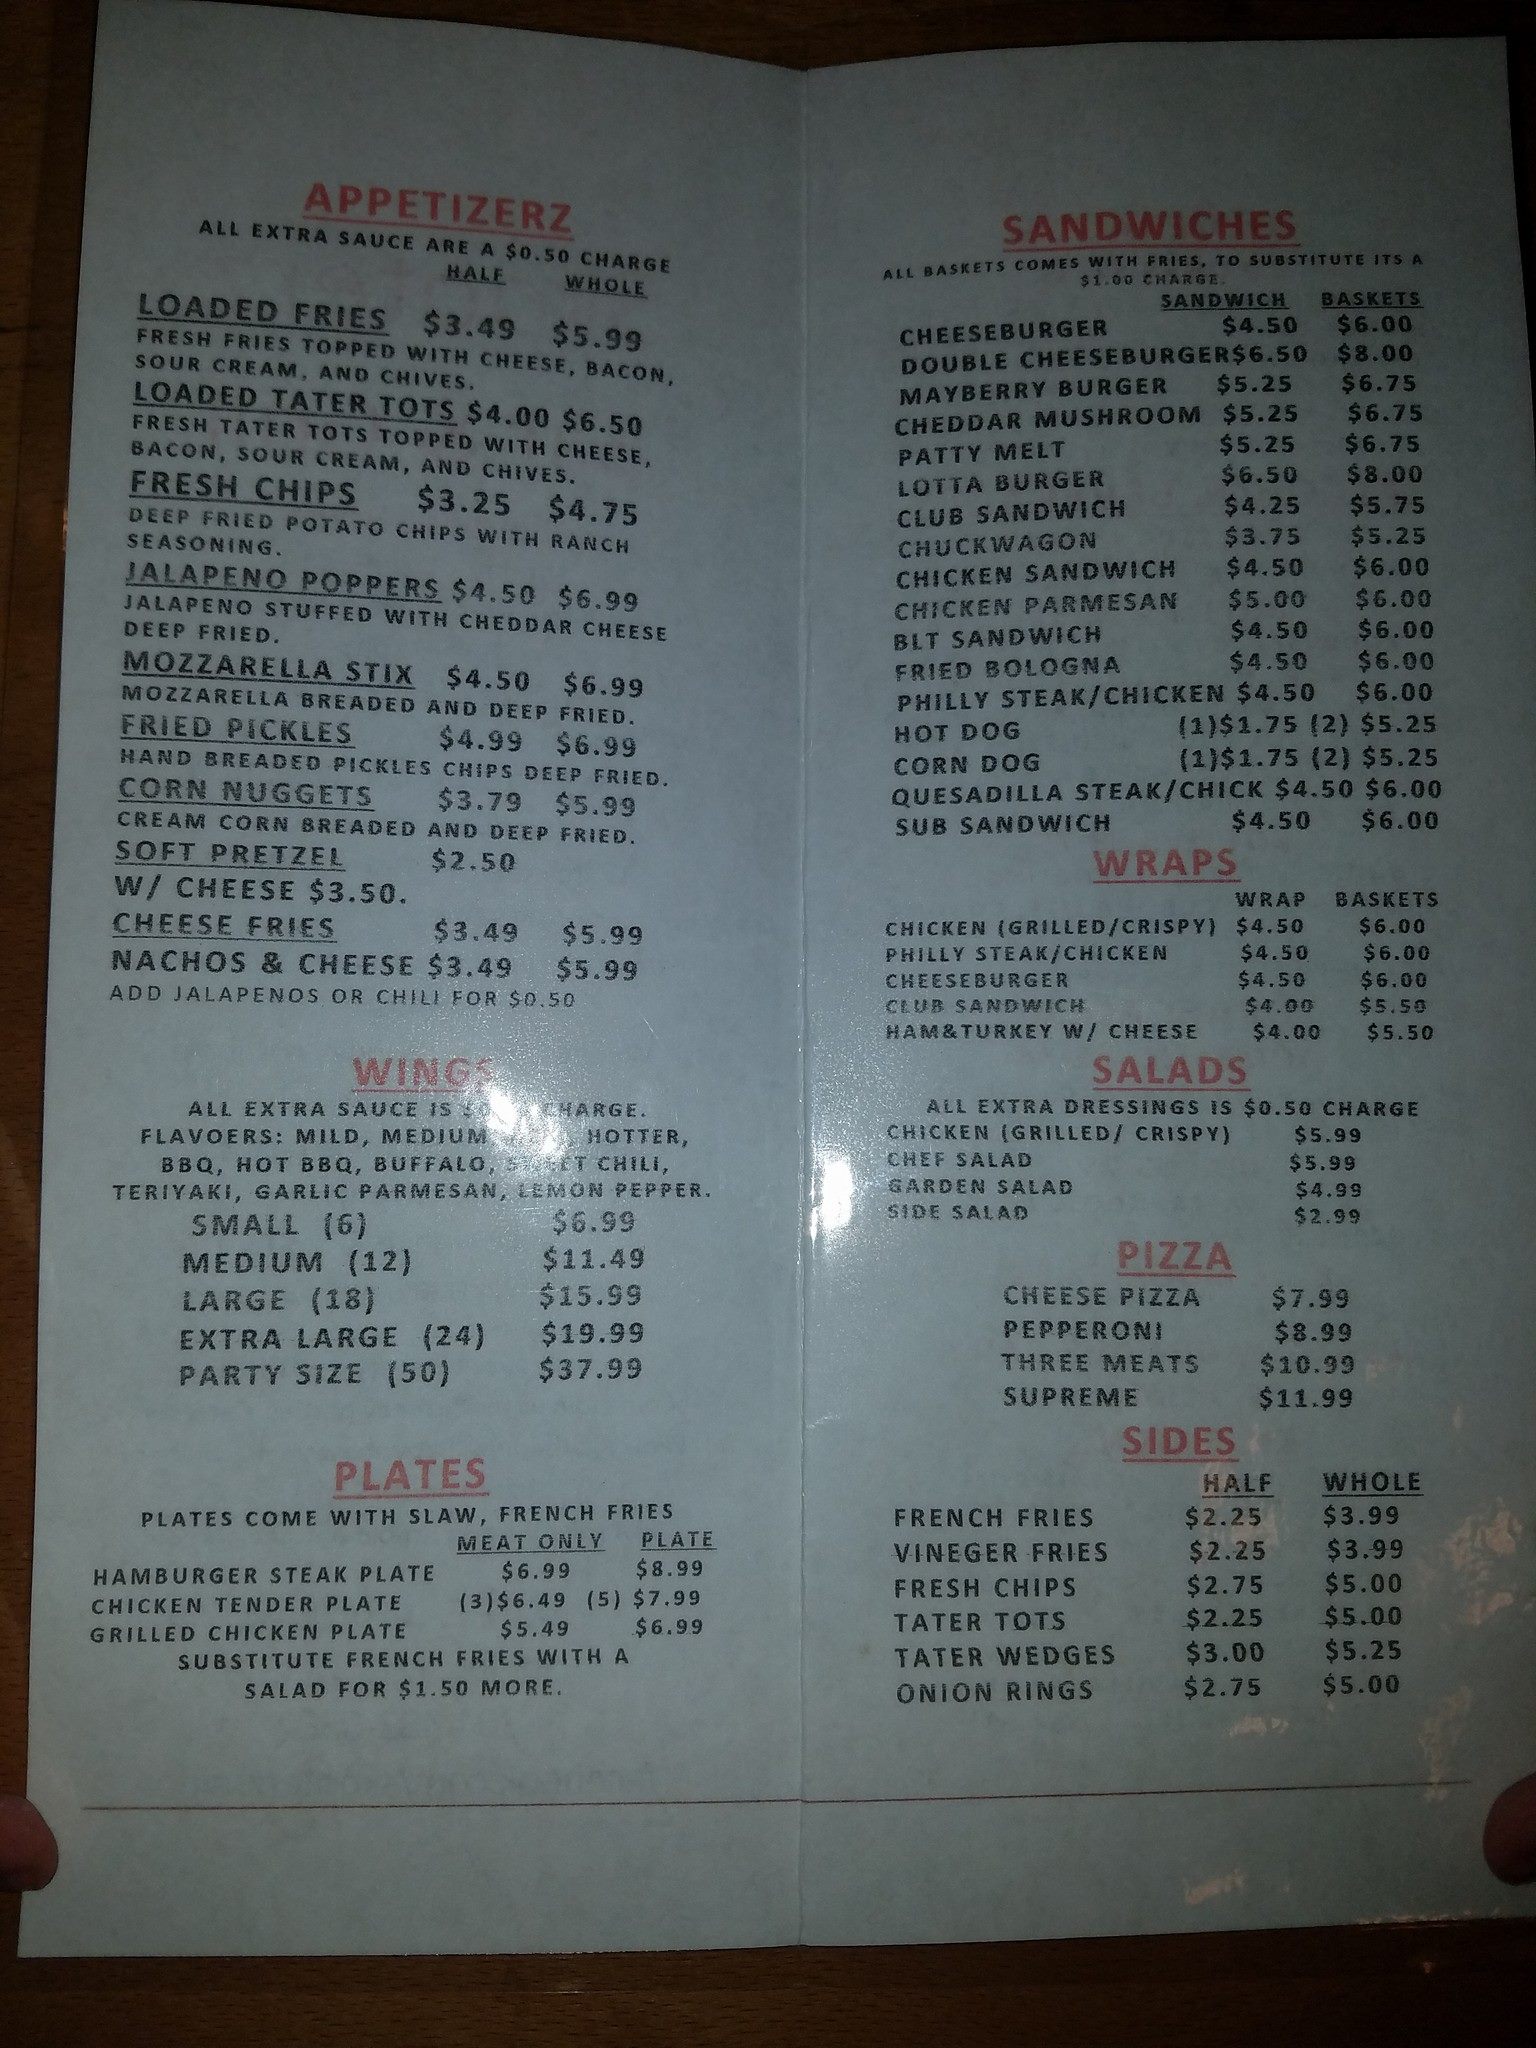 APPETIZERZ
ALL EXTRA SAUCE ARE A $0.50 CHARGE
HALF WHOLE
LOADED FRIES $3.49 $5.99
FRESH FRIES TOPPED WITH CHEESE, BACON,
SOUR CREAM, AND CHIVES.
LOADED TATER TOTS $4.00 $6.50
FRESH TATER TOTS TOPPED WITH CHEESE,
BACON, SOUR CREAM, AND CHIVES.
FRESH CHIPS $3.25 $4.75
DEEP FRIED POTATO CHIPS WITH RANCH
SEASONING.
JALAPENO POPPERS $4.50 $6.99
JALAPENO STUFFED WITH CHEDDAR CHEESE
DEEP FRIED.
MOZZARELLA STIX $4.50 $6.99
MOZZARELLA BREADED AND DEEP FRIED.
FRIED PICKLES $4.99 $6.99
HAND BREADED PICKLES CHIPS DEEP FRIED.
CORN NUGGETS $3.79 $5.99
CREAM CORN BREADED AND DEEP FRIED.
SOFT PRETZEL $2.50
W/ CHEESE $3.50.
CHEESE FRIES $3.49 $5.99
NACHOS & CHEESE $3.49 $5.99
ADD JALAPENOS OR CHILI FOR $0.50
WINGS
ALL EXTRA SAUCE IS CHARGE.
FLAVOERS: MILD, MEDIUM, HOTTER,
BBQ, HOT BBQ, BUFFALO, SWEET CHILI,
TERIYAKI, GARLIC PARMESAN, LEMON PEPPER.
SMALL (6) $6.99
MEDIUM (12) $11.49
LARGE (18) $15.99
EXTRA LARGE (24) $19.99
PARTY SIZE (50) $37.99
PLATES
PLATES COME WITH SLAW, FRENCH FRIES
MEAT ONLY PLATE
HAMBURGER STEAK PLATE $6.99 $8.99
CHICKEN TENDER PLATE (3)$6.49 (5) $7.99
GRILLED CHICKEN PLATE $5.49 $6.99
SUBSTITUTE FRENCH FRIES WITH A
SALAD FOR $1.50 MORE.
SANDWICHES
ALL BASKETS COMES WITH FRIES, TO SUBSTITUTE ITS A
$1.00 CHARGE.
SANDWICH BASKETS
CHEESEBURGER $4.50 $6.00
DOUBLE CHEESEBURGER$6.50 $8.00
MAYBERRY BURGER $5.25 $6.75
CHEDDAR MUSHROOM $5.25 $6.75
PATTY MELT $5.25 $6.75
LOTTA BURGER $6.50 $8.00
CLUB SANDWICH $4.25 $5.75
CHUCKWAGON $3.75 $5.25
CHICKEN SANDWICH $4.50 $6.00
CHICKEN PARMESAN $5.00 $6.00
BLT SANDWICH $4.50 $6.00
FRIED BOLOGNA $4.50 $6.00
PHILLY STEAK/CHICKEN $4.50 $6.00
HOT DOG (1)$1.75 (2) $5.25
CORN DOG (1)$1.75 (2) $5.25
QUESADILLA STEAK/CHICK $4.50 $6.00
SUB SANDWICH $4.50 $6.00
WRAPS
WRAP BASKETS
CHICKEN (GRILLED/CRISPY) $4.50 $6.00
PHILLY STEAK/CHICKEN $4.50 $6.00
CHEESEBURGER $4.50 $6.00
CLUB SANDWICH $4.00 $5.50
HAM&TURKEY W/ CHEESE $4.00 $5.50
SALADS
ALL EXTRA DRESSINGS IS $0.50 CHARGE
CHICKEN (GRILLED/ CRISPY) $5.99
CHEF SALAD $5.99
GARDEN SALAD $4.99
SIDE SALAD $2.99
PIZZA
CHEESE PIZZA $7.99
PEPPERONI $8.99
THREE MEATS $10.99
SUPREME $11.99
SIDES
HALF WHOLE
FRENCH FRIES $2.25 $3.99
VINEGER FRIES $2.25 $3.99
FRESH CHIPS $2.75 $5.00
TATER TOTS $2.25 $5.00
TATER WEDGES $3.00 $5.25
ONION RINGS $2.75 $5.00